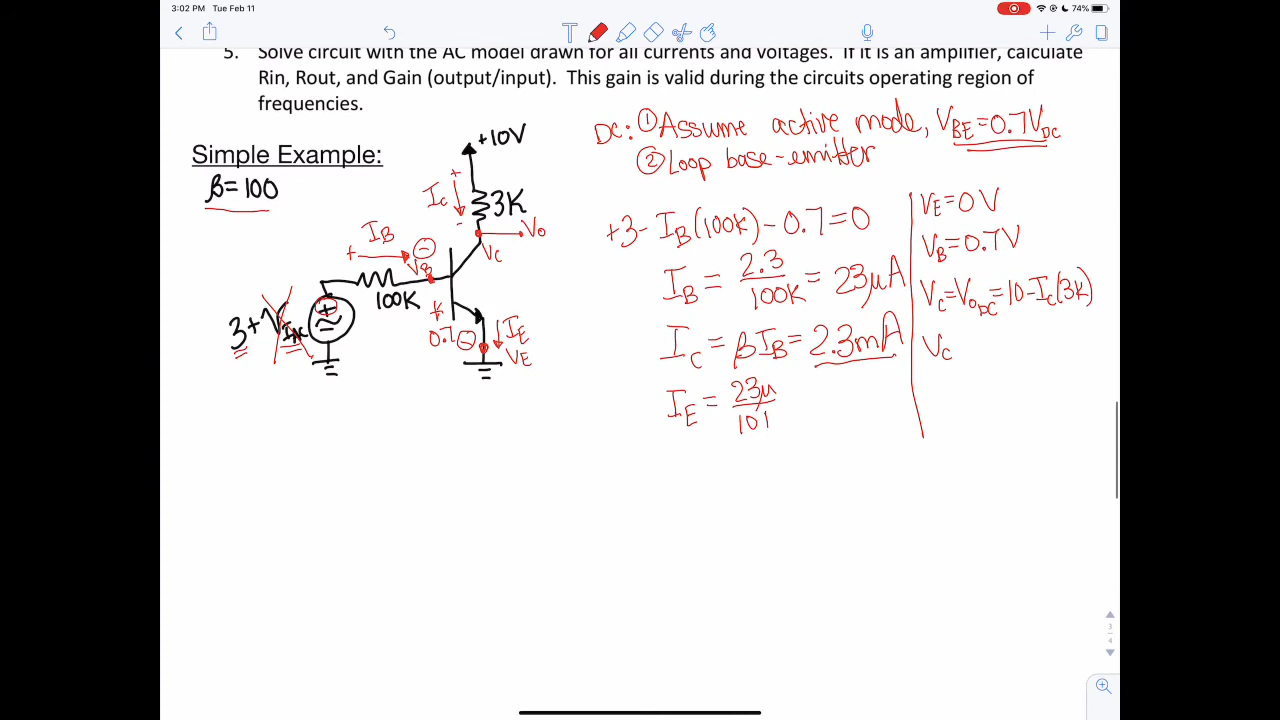 3:02 PM Tue Feb 11
74%
5. Solve circuit with the AC model drawn for all currents and voltages. If it is an amplifier, calculate
Rin, Rout, and Gain (output/input). This gain is valid during the circuits operating region of
frequencies.
Simple Example:
β = 100
+10V
+
Ic
-
3K
Vo
Vc
IB
+
-
VB
100K
3+VIN
+
+
0.7
-
IE
VE
DC: ① Assume active mode, VBE = 0.7VDC
② Loop base-emitter
+3 - IB(100K) - 0.7 = 0
IB = 2.3/100K = 23μA
IC = βIB = 2.3mA
IE = 23μ/101
VE = 0V
VB = 0.7V
VC = VoDC = 10 - IC(3K)
VC
3
4